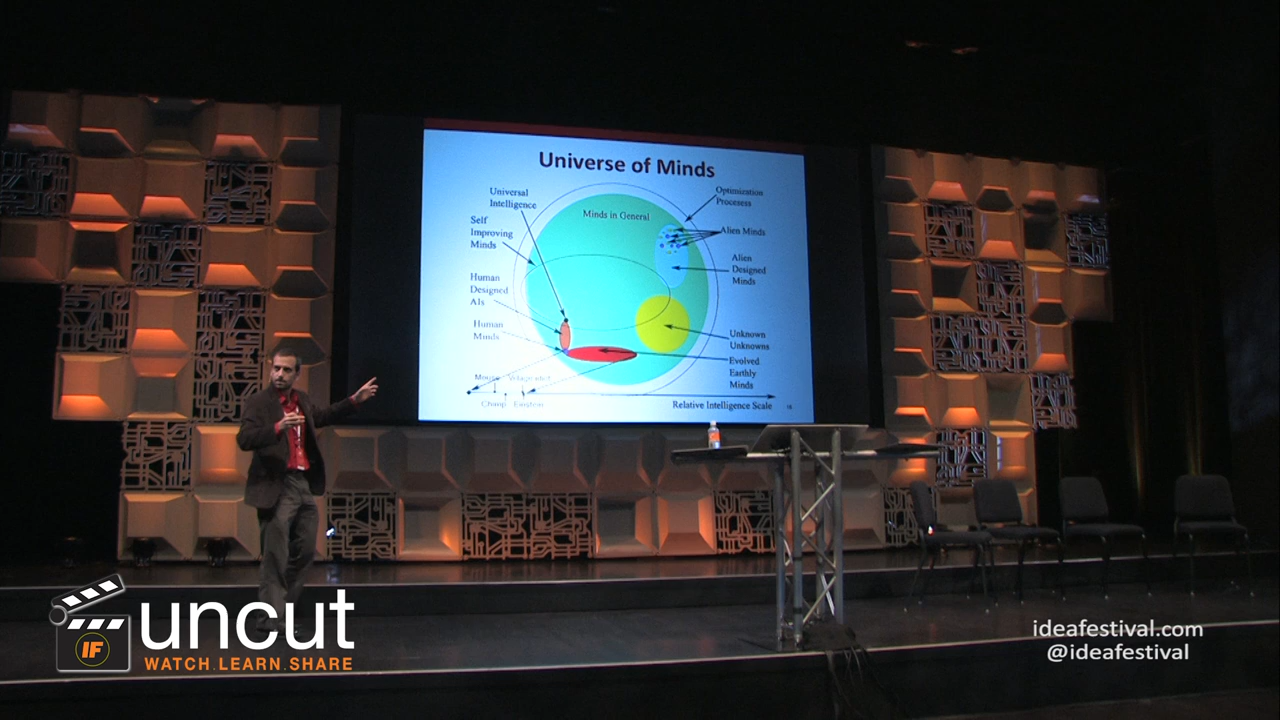 Universe of Minds
Universal
Intelligence
Optimization
Processes
Minds in General
Self
Improving
Minds
Alien Minds
Alien
Designed
Minds
Human
Designed
AIs
Human
Minds
Unknown
Unknowns
Evolved
Earthly
Minds
Mouse Village idiot
Chimp Einstein
Relative Intelligence Scale
IF
uncut
WATCH.LEARN.SHARE
ideafestival.com
@ideafestival